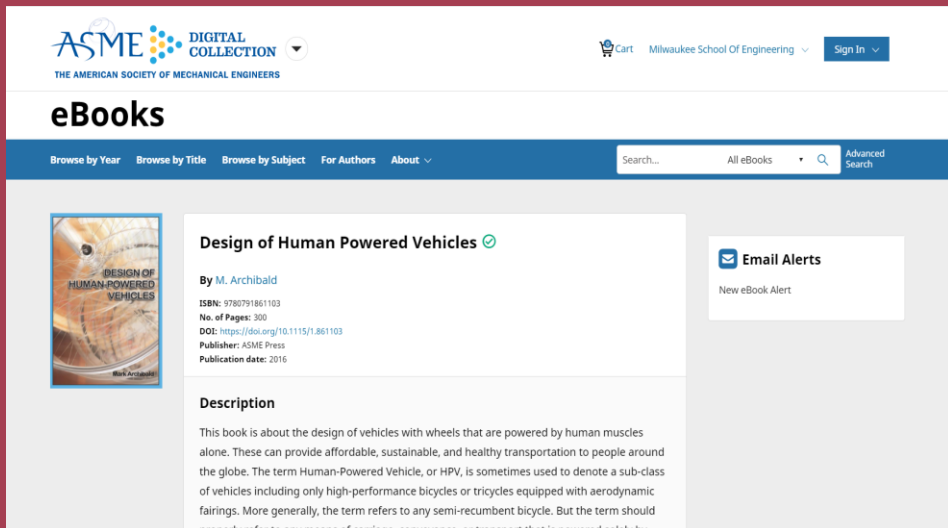 ASME DIGITAL COLLECTION
THE AMERICAN SOCIETY OF MECHANICAL ENGINEERS
0 Cart Milwaukee School Of Engineering Sign In
eBooks
Browse by Year Browse by Title Browse by Subject For Authors About
Search... All eBooks Advanced Search
DESIGN OF
HUMAN-POWERED
VEHICLES
Mark Archibald
Design of Human Powered Vehicles
By M. Archibald
ISBN: 9780791861103
No. of Pages: 300
DOI: https://doi.org/10.1115/1.861103
Publisher: ASME Press
Publication date: 2016
Email Alerts
New eBook Alert
Description
This book is about the design of vehicles with wheels that are powered by human muscles
alone. These can provide affordable, sustainable, and healthy transportation to people around
the globe. The term Human-Powered Vehicle, or HPV, is sometimes used to denote a sub-class
of vehicles including only high-performance bicycles or tricycles equipped with aerodynamic
fairings. More generally, the term refers to any semi-recumbent bicycle. But the term should